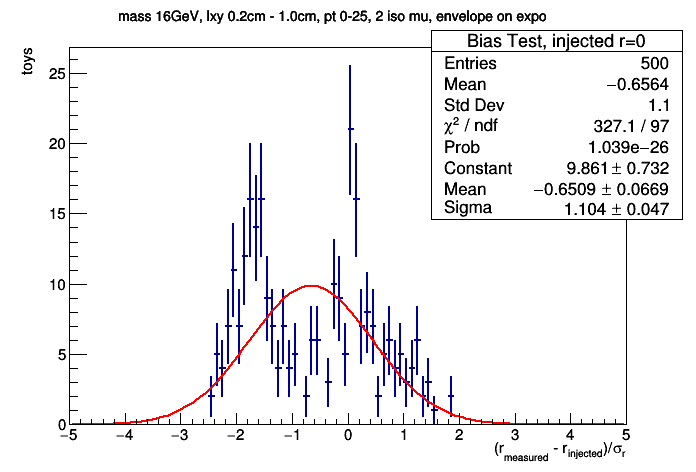 mass 16GeV, lxy 0.2cm - 1.0cm, pt 0-25, 2 iso mu, envelope on expo
Bias Test, injected r=0
Entries 500
Mean −0.6564
Std Dev 1.1
χ² / ndf 327.1 / 97
Prob 1.039e−26
Constant 9.861 ± 0.732
Mean −0.6509 ± 0.0669
Sigma 1.104 ± 0.047
toys
25
20
15
10
5
0
−5 −4 −3 −2 −1 0 1 2 3 4 5
(r_measured - r_injected)/σ_r